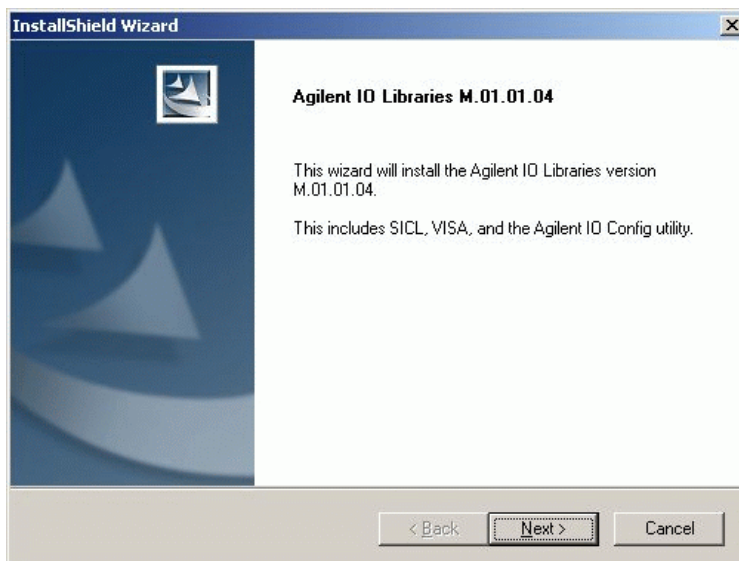 InstallShield Wizard
Agilent IO Libraries M.01.01.04
This wizard will install the Agilent IO Libraries version
M.01.01.04.
This includes SICL, VISA, and the Agilent IO Config utility.
< Back
Next >
Cancel